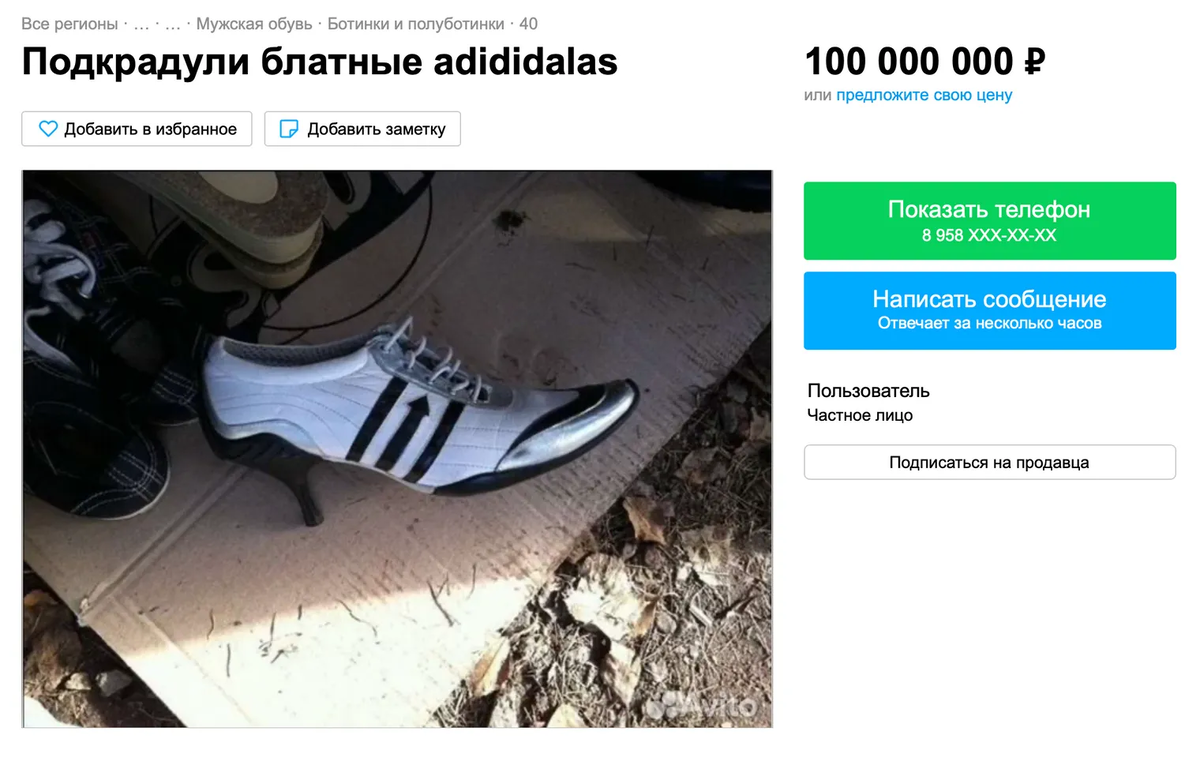 Все регионы · ... · ... · Мужская обувь · Ботинки и полуботинки · 40
Подкрадули блатные adididalas
100 000 000 ₽
или предложите свою цену
Добавить в избранное
Добавить заметку
Показать телефон
8 958 XXX-XX-XX
Написать сообщение
Отвечает за несколько часов
Пользователь
Частное лицо
Подписаться на продавца
Avito